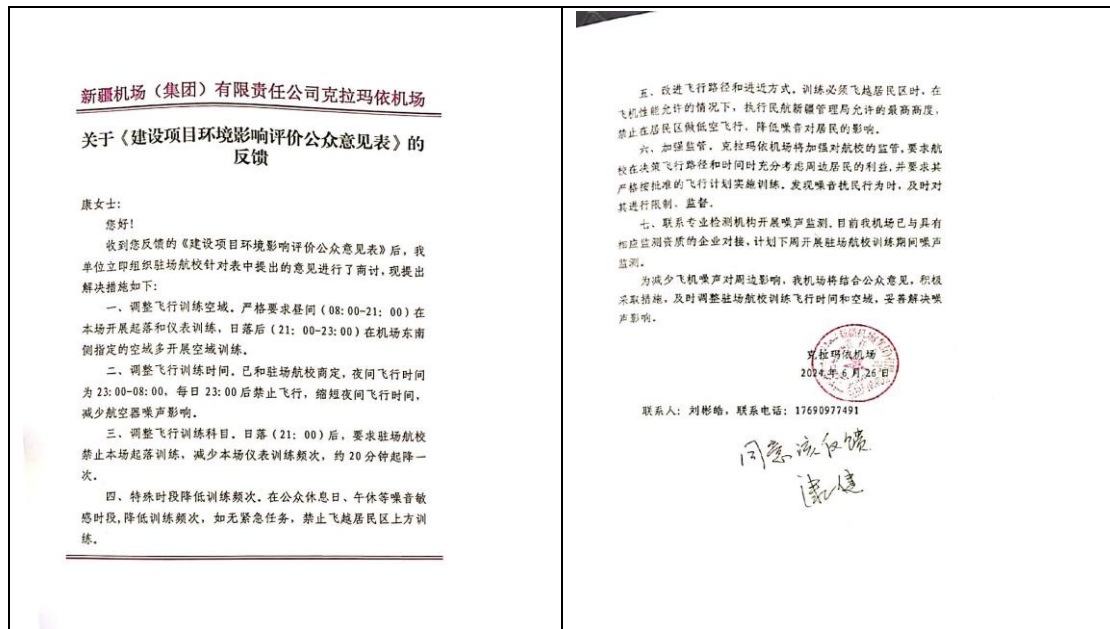 新疆机场（集团）有限责任公司克拉玛依机场
关于《建设项目环境影响评价公众意见表》的
反馈
康女士：
您好！
收到您反馈的《建设项目环境影响评价公众意见表》后，我
单位立即组织驻场航校针对表中提出的意见进行了商讨，现提出
解决措施如下：
一、调整飞行训练空域。严格要求昼间（08:00-21：00）在
本场开展起落和仪表训练，日落后（21：00-23:00）在机场东南
侧指定的空域多开展空域训练。
二、调整飞行训练时间。已和驻场航校商定，夜间飞行时间
为 23:00-08:00，每日 23:00 后禁止飞行，缩短夜间飞行时间，
减少航空器噪声影响。
三、调整飞行训练科目。日落（21：00）后，要求驻场航校
禁止本场起落训练，减少本场仪表训练频次，约 20 分钟起降一
次。
四、特殊时段降低训练频次。在公众休息日、午休等噪音敏
感时段,降低训练频次，如无紧急任务，禁止飞越居民区上方训
练。
五、改进飞行路径和进近方式。训练必须飞越居民区时，在
飞机性能允许的情况下，执行民航新疆管理局允许的最高高度，
禁止在居民区做低空飞行，降低噪音对居民的影响。
六、加强监管。克拉玛依机场将加强对航校的监管,要求航
校在决策飞行路径和时间时充分考虑周边居民的利益,并要求其
严格按批准的飞行计划实施训练。发现噪音扰民行为时，及时对
其进行限制、监督。
七、联系专业检测机构开展噪声监测。目前我机场已与具有
相应监测资质的企业对接，计划下周开展驻场航校训练期间噪声
监测。
为减少飞机噪声对周边影响，我机场将结合公众意见，积极
采取措施，及时调整驻场航校训练飞行时间和空域，妥善解决噪
声影响。
克拉玛依机场
2024 年 6 月 26 日
联系人：刘彬皓，联系电话：17690977491
同意该反馈